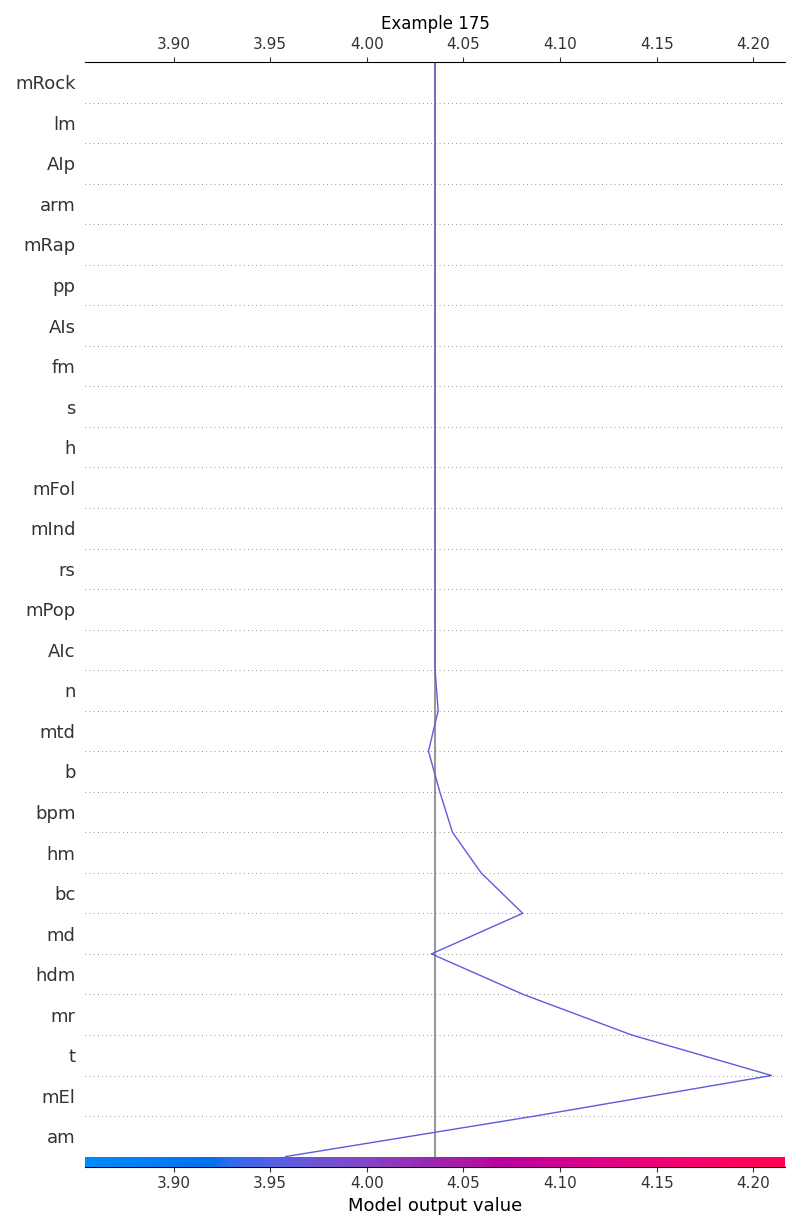 Example 175
3.90 3.95 4.00 4.05 4.10 4.15 4.20
mRock
lm
AIp
arm
mRap
pp
AIs
fm
s
h
mFol
mInd
rs
mPop
AIc
n
mtd
b
bpm
hm
bc
md
hdm
mr
t
mEl
am
3.90 3.95 4.00 4.05 4.10 4.15 4.20
Model output value